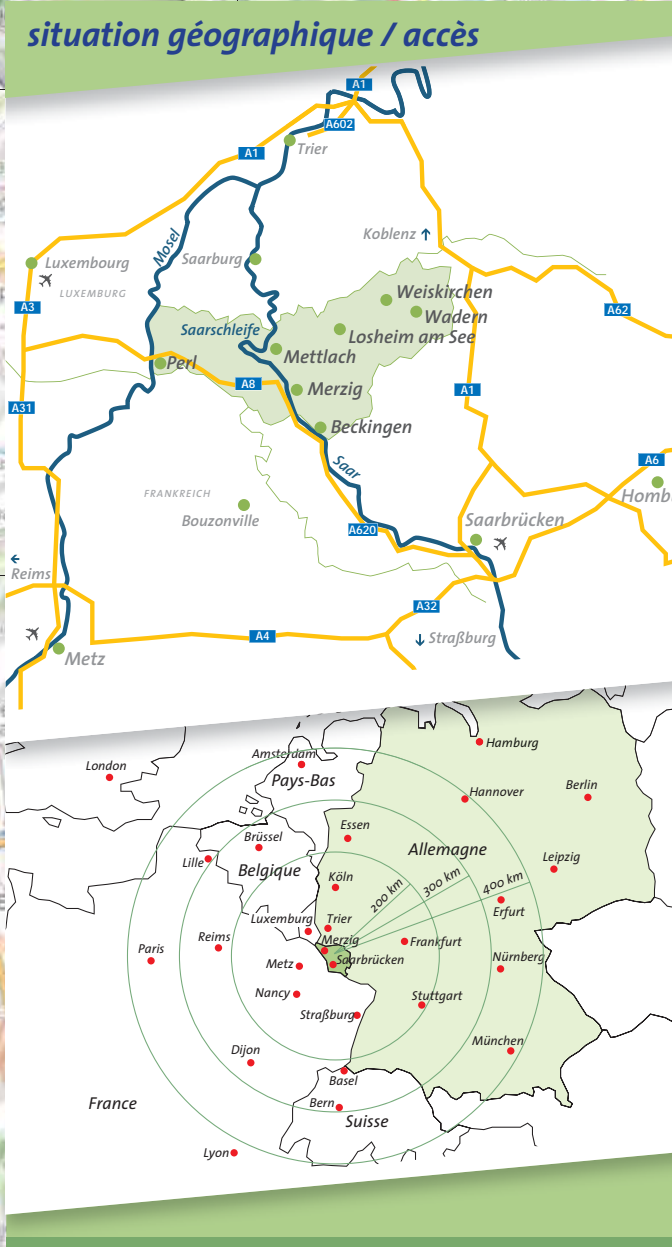 situation géographique / accès
A1
A602
A1
Trier
Koblenz ↑
Mosel
Saarburg
Luxembourg
LUXEMBURG
A3
Weiskirchen
Wadern
A62
Saarschleife
Losheim am See
Mettlach
Perl
A8
Merzig
A1
A31
Beckingen
A6
Saar
FRANKREICH
Homb
Bouzonville
Saarbrücken
A620
←
Reims
A32
A4
↓ Straßburg
Metz
Hamburg
Amsterdam
London
Pays-Bas
Berlin
Hannover
Essen
Brüssel
Allemagne
Lille
Leipzig
Belgique
Köln
200 km
300 km
400 km
Erfurt
Luxemburg
Trier
Reims
Merzig
Frankfurt
Paris
Saarbrücken
Nürnberg
Metz
Nancy
Stuttgart
Straßburg
München
Dijon
Basel
France
Bern
Suisse
Lyon